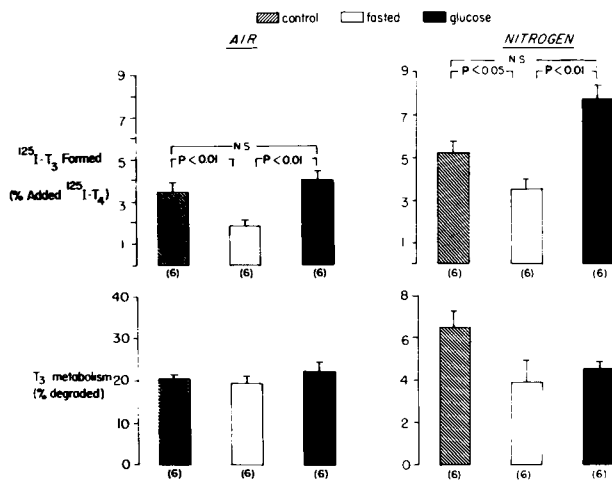 control fasted glucose
AIR
NITROGEN
NS
P<0.05 P<0.01
NS
P<0.01 P<0.01
¹²⁵I-T₃ Formed
(% Added ¹²⁵I-T₄)
9
7
5
3
1
9
7
5
3
1
(6) (6) (6)
(6) (6) (6)
T₃ metabolism
(% degraded)
40
30
20
10
0
8
6
4
2
0
(6) (6) (6)
(6) (6) (6)